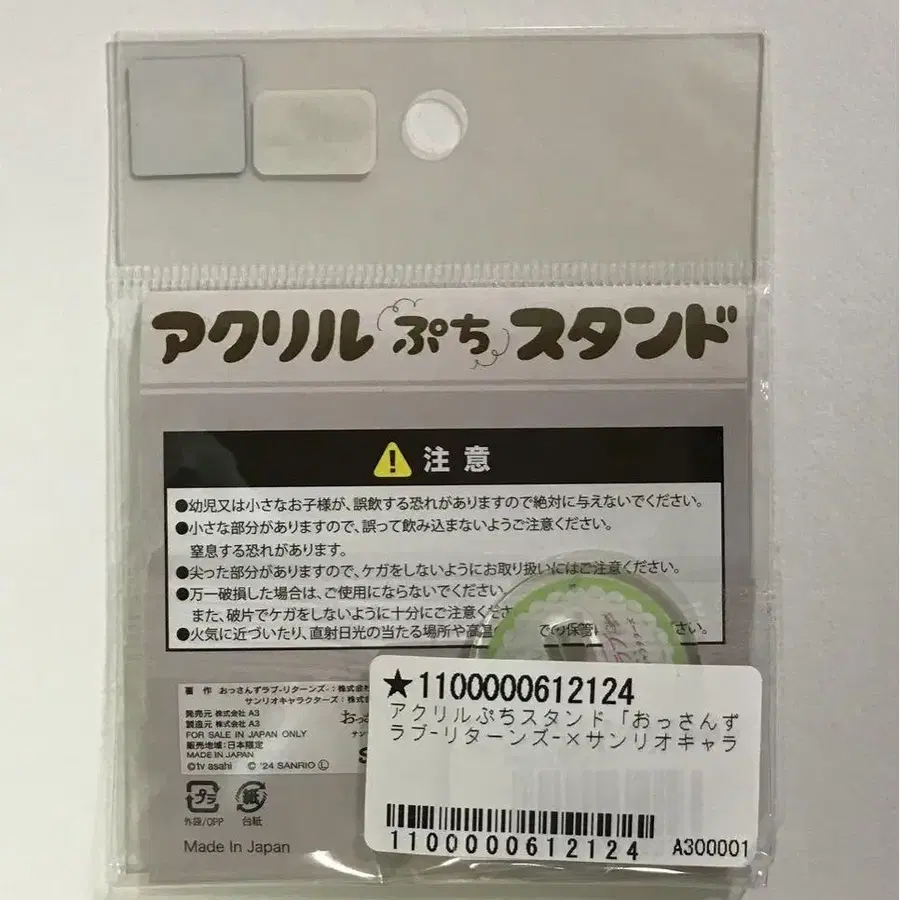 アクリルぷちスタンド
注意
●幼児又は小さなお子様が、誤飲する恐れがありますので絶対に与えないでください。
●小さな部分がありますので、誤って飲み込まないようご注意ください。
窒息する恐れがあります。
●尖った部分がありますので、ケガをしないようにお取り扱いにはご注意ください。
●万一破損した場合は、ご使用にならないでください。
また、破片でケガをしないように十分にご注意くださ
●火気に近づいたり、直射日光の当たる場所や高温 での保管 さい。
著作 おっさんずラブ-リターンズ-:株式会社
サンリオキャラクターズ:株式会
発売元 株式会社A3
製造元 株式会社A3
FOR SALE IN JAPAN ONLY
販売地域:日本限定
MADE IN JAPAN
©tv asahi © '24 SANRIO Ⓛ
プラ 紙
外袋/OPP 台紙
Made In Japan
★1100000612124
アクリルぷちスタンド「おっさんず
ラブ-リターンズ-×サンリオキャラ
1100000612124 A300001